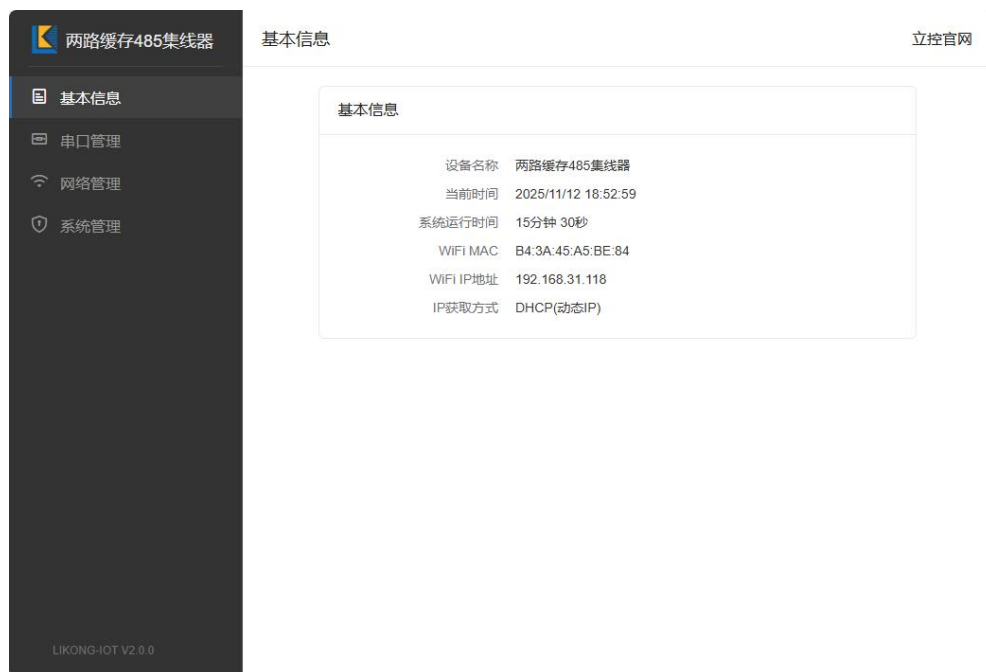 两路缓存485集线器
基本信息
立控官网
基本信息
串口管理
网络管理
系统管理
基本信息
设备名称 两路缓存485集线器
当前时间 2025/11/12 18:52:59
系统运行时间 15分钟 30秒
WiFi MAC B4:3A:45:A5:BE:84
WiFi IP地址 192.168.31.118
IP获取方式 DHCP(动态IP)
LIKONG-IOT V2.0.0